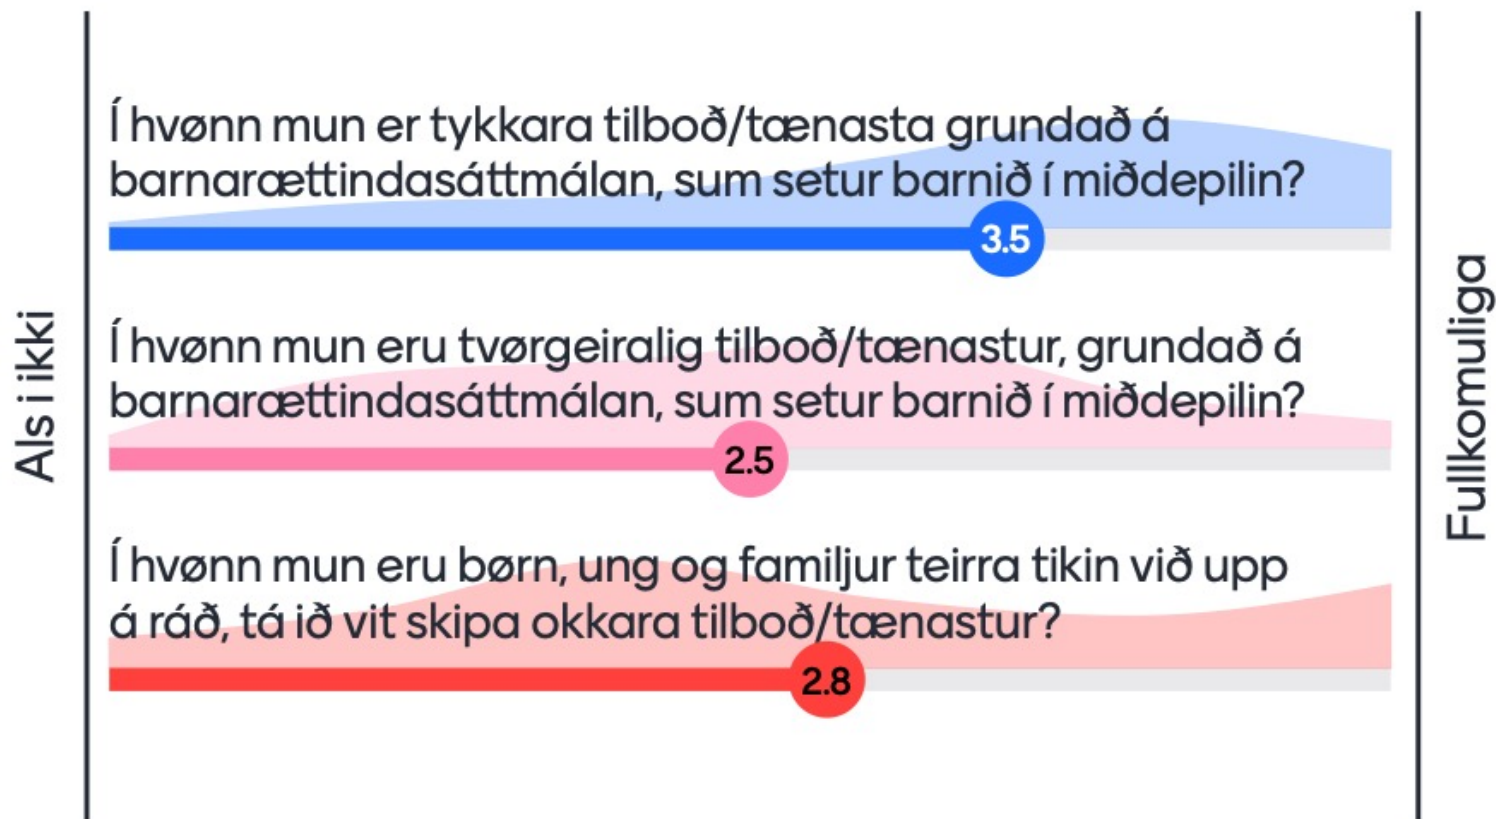 Í hvønn mun er tykkara tilboð/tænasta grundað á
barnarættindasáttmálan, sum setur barnið í miðdepilin?
3.5
Als i ikki
Í hvønn mun eru tvørgeiralig tilboð/tænastur, grundað á
barnarættindasáttmálan, sum setur barnið í miðdepilin?
2.5
Fullkomuliga
Í hvønn mun eru børn, ung og familjur teirra tikin við upp
á ráð, tá ið vit skipa okkara tilboð/tænastur?
2.8